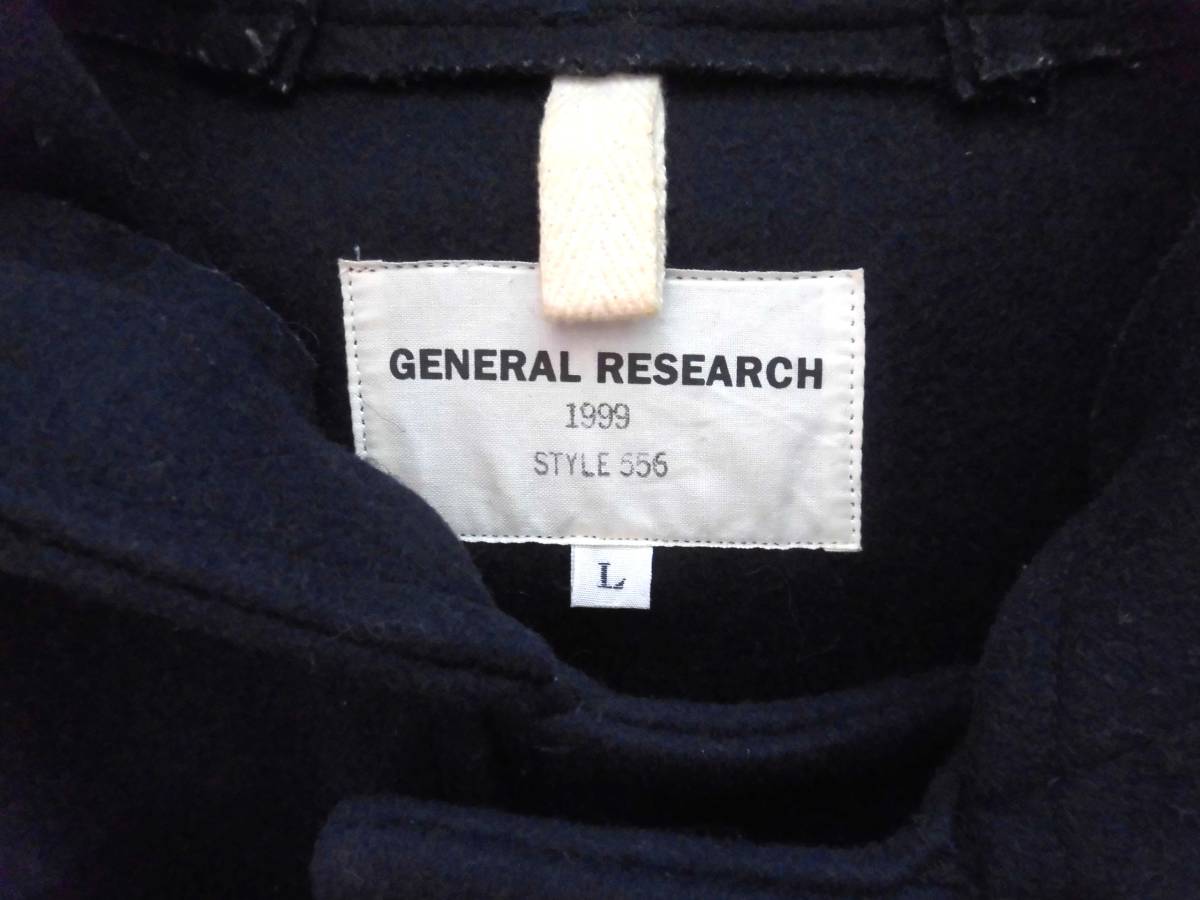 GENERAL RESEARCH
1999
STYLE 556
L